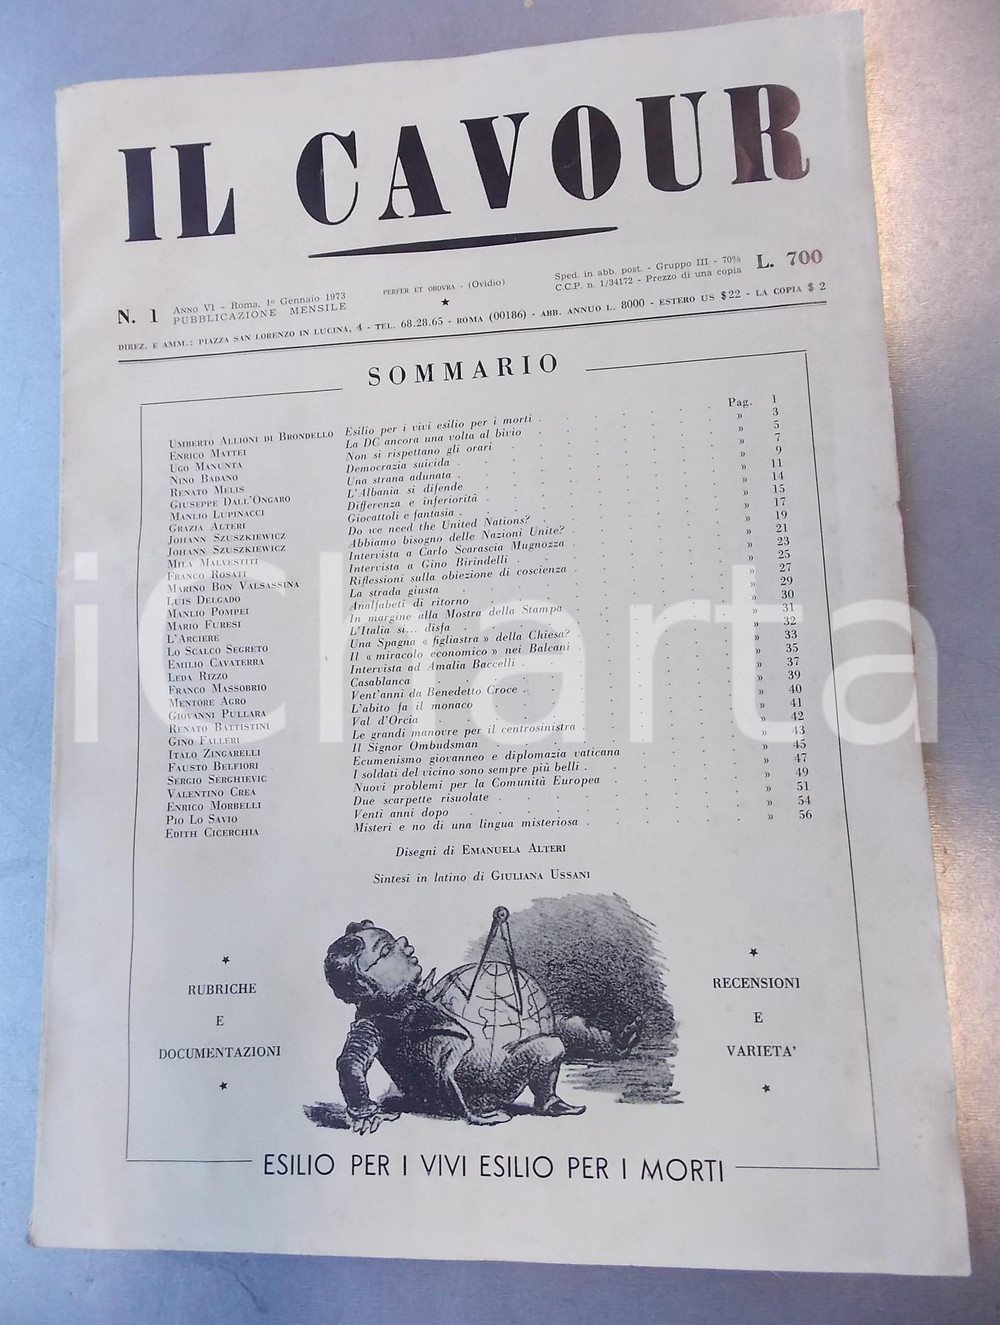 IL CAVOUR
N. 1 Anno VI - Roma, 1º Gennaio 1973
PUBBLICAZIONE MENSILE
PERFER ET OBDVRA - (Ovidio)
★
Sped. in abb. post. - Gruppo III - 70%
C.C.P. n. 1/34172 - Prezzo di una copia L. 700
DIREZ. E AMM.: PIAZZA SAN LORENZO IN LUCINA, 4 - TEL. 68.28.65 - ROMA (00186) - ABB. ANNUO L. 8000 - ESTERO US $ 22 - LA COPIA $ 2
SOMMARIO
UMBERTO ALLIONI DI BRONDELLO Esilio per i vivi esilio per i morti . Pag. 1
ENRICO MATTEI La DC ancora una volta al bivio . » 3
UGO MANUNTA Non si rispettano gli orari . » 5
NINO BADANO Democrazia suicida . » 7
RENATO MELIS Una strana adunata . » 9
GIUSEPPE DALL'ONGARO L'Albania si difende . » 11
MANLIO LUPINACCI Differenza e inferiorità . » 14
GRAZIA ALTERI Giocattoli e fantasia . » 15
JOHANN SZUSZKIEWICZ Do we need the United Nations? » 17
JOHANN SZUSZKIEWICZ Abbiamo bisogno delle Nazioni Unite? » 19
MILA MALVESTITI Intervista a Carlo Scarascia Mugnozza . » 21
FRANCO ROSATI Intervista a Gino Birindelli . » 23
MARINO BON VALSASSINA Riflessioni sulla obiezione di coscienza . » 25
LUIS DELGADO La strada giusta . » 27
MANLIO POMPEI Analfabeti di ritorno . » 29
MARIO FURESI In margine alla Mostra della Stampa . » 30
L'ARCIERE L'Italia si... disfa . » 31
LO SCALCO SEGRETO Una Spagna « figliastra » della Chiesa? . » 32
EMILIO CAVATERRA Il « miracolo economico » nei Balcani . » 33
LEDA RIZZO Intervista ad Amalia Baccelli . » 35
FRANCO MASSOBRIO Casablanca . » 37
MENTORE AGRO Vent'anni da Benedetto Croce . » 39
GIOVANNI PULLARA L'abito fa il monaco . » 40
RENATO BATTISTINI Val d'Orcia . » 41
GINO FALLERI Le grandi manovre per il centrosinistra . » 42
ITALO ZINGARELLI Il Signor Ombudsman . » 43
FAUSTO BELFIORI Ecumenismo giovanneo e diplomazia vaticana . » 45
SERGIO SERGHIEVIC I soldati del vicino sono sempre più belli . » 47
VALENTINO CREA Nuovi problemi per la Comunità Europea . » 49
ENRICO MORBELLI Due scarpette risuolate . » 51
PIO LO SAVIO Venti anni dopo . » 54
EDITH CICERCHIA Misteri e no di una lingua misteriosa . » 56
Disegni di EMANUELA ALTERI
Sintesi in latino di GIULIANA USSANI
★
RUBRICHE
E
DOCUMENTAZIONI
★
★
RECENSIONI
E
VARIETA'
★
ESILIO PER I VIVI ESILIO PER I MORTI
iCharta